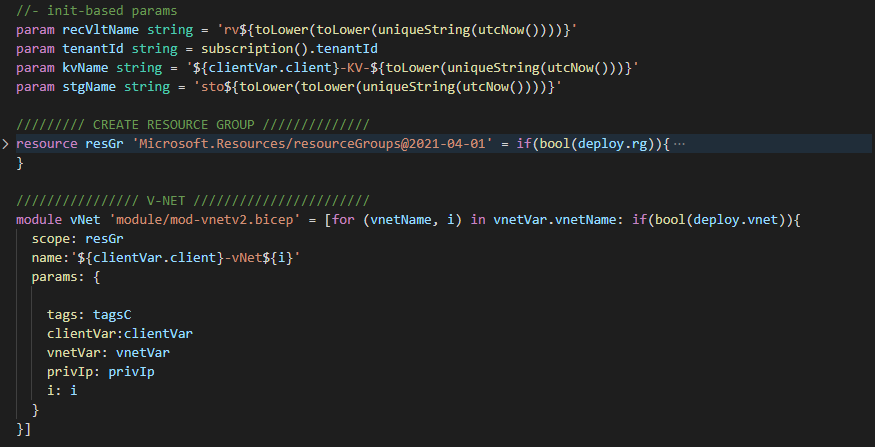 //- init-based params
param recVltName string = 'rv${toLower(toLower(uniqueString(utcNow())))}'
param tenantId string = subscription().tenantId
param kvName string = '${clientVar.client}-KV-${toLower(uniqueString(utcNow()))}'
param stgName string = 'sto${toLower(toLower(uniqueString(utcNow())))}'
///////// CREATE RESOURCE GROUP //////////////
resource resGr 'Microsoft.Resources/resourceGroups@2021-04-01' = if(bool(deploy.rg)){ ···
}
//////////////// V-NET ///////////////////////
module vNet 'module/mod-vnetv2.bicep' = [for (vnetName, i) in vnetVar.vnetName: if(bool(deploy.vnet)){
  scope: resGr
  name:'${clientVar.client}-vNet${i}'
  params: {
    tags: tagsC
    clientVar:clientVar
    vnetVar: vnetVar
    privIp: privIp
    i: i
  }
}]